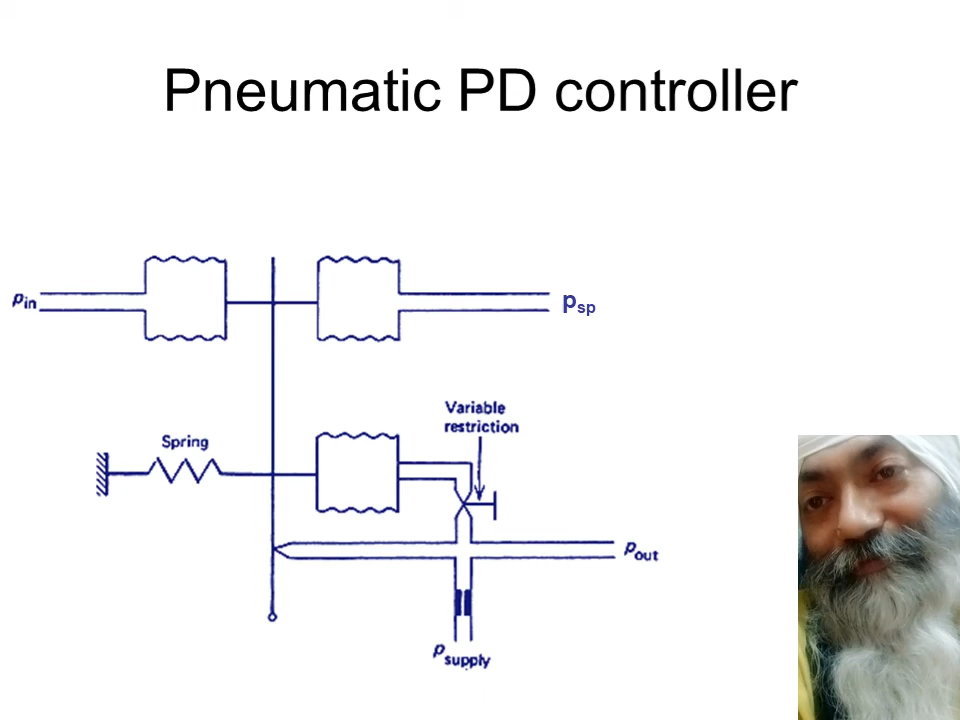 Pneumatic PD controller
pin
psp
Variable
restriction
Spring
pout
psupply